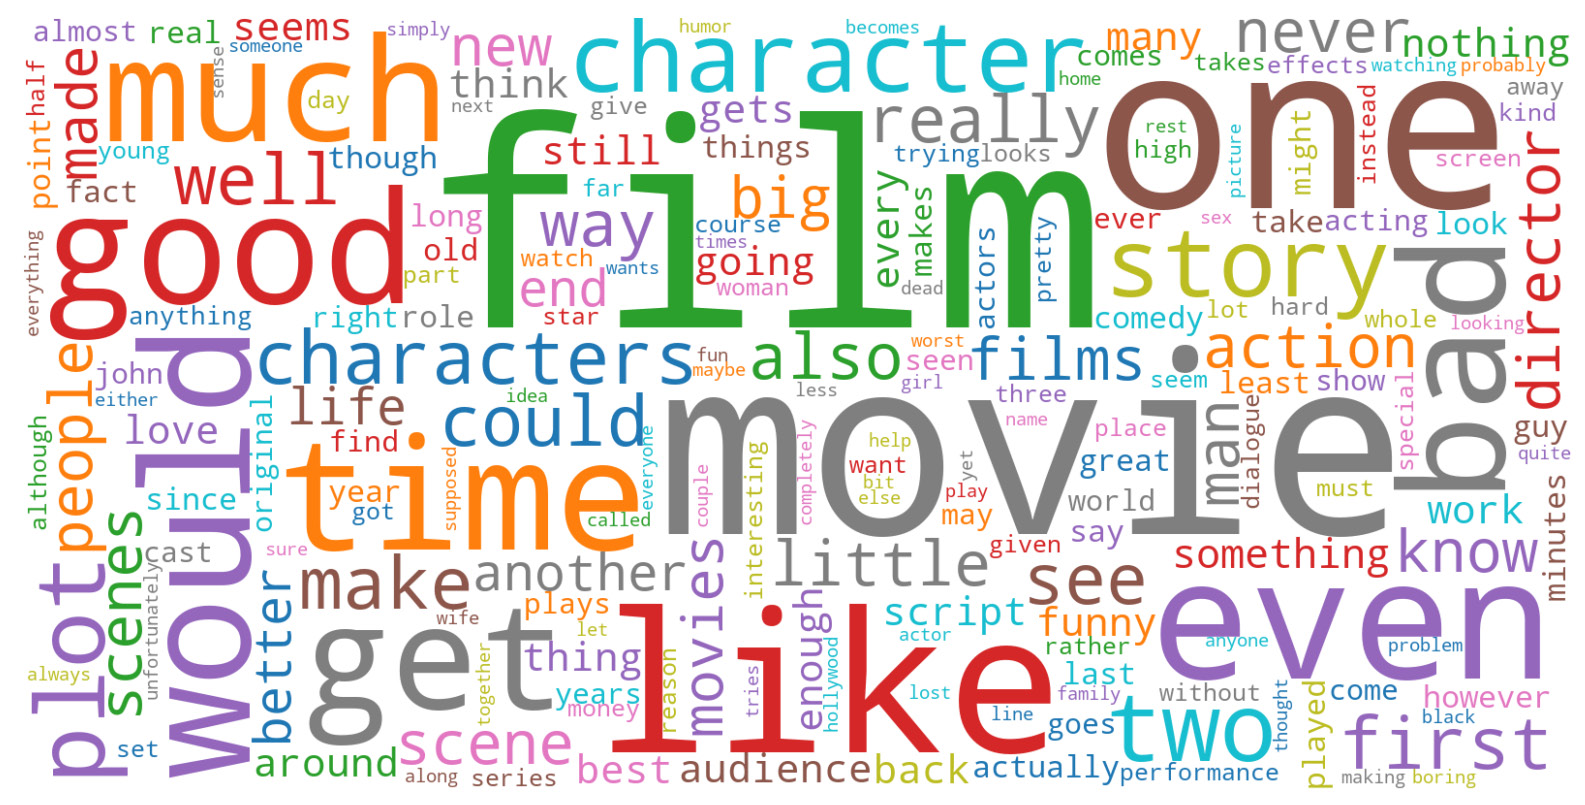 almost
real
seems
someone
simply
humor
becomes
new
character
many
never
nothing
comes
takes
effects
watching
probably
half
made
much
sense
day
think
next
give
gets
home
really
one
away
kind
point
young
though
still
things
trying
looks
rest
high
picture
might
instead
screen
fact
well
far
big
every
makes
good
long
way
course
times
film
ever
sex
take
acting
look
director
old
part
watch
wants
going
woman
dead
actors
pretty
story
bad
everything
anything
right
role
end
star
comedy
lot
hard
whole
looking
people
would
characters
fun
maybe
also
worst
seen
girl
films
seem
action
least
show
john
either
idea
less
three
life
could
movie
name
man
dialogue
special
guy
quite
although
love
original
find
everyone
couple
completely
help
want
bit
else
yet
place
great
since
time
year
got
supposed
called
interesting
play
may
world
must
work
plot
scenes
cast
sure
given
say
something
know
minutes
unfortunately
better
make
another
movies
little
see
even
get
plays
wife
let
thing
enough
script
actor
funny
rather
anyone
problem
always
together
years
money
reason
tries
hollywood
like
lost
family
last
without
thought
played
come
however
set
around
scene
line
goes
two
first
black
along
series
best
audience
back
actually
performance
making
boring